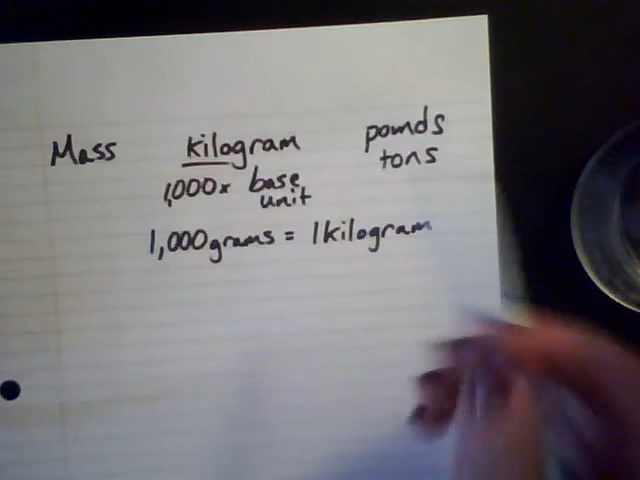 Mass kilogram pounds
tons
1,000x base
unit
1,000grams = 1kilogram